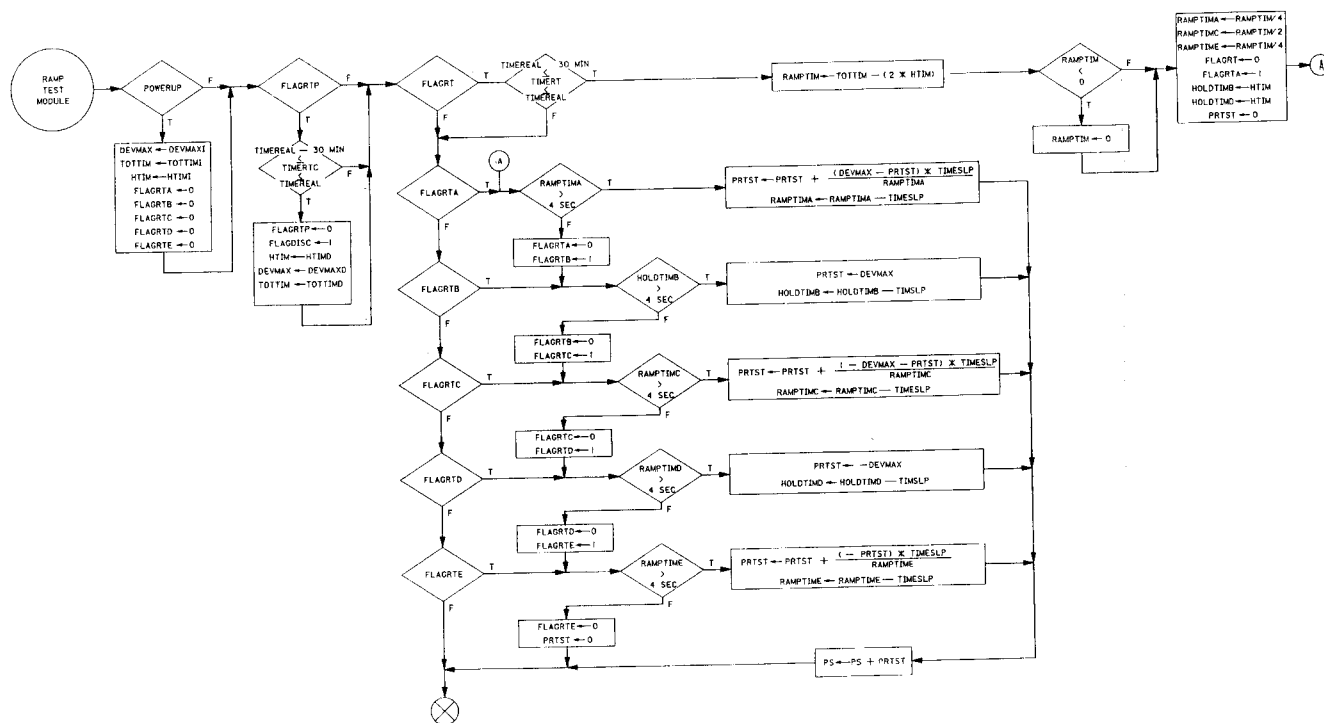 RAMP
TEST
MODULE
POWERUP
F
T
DEVMAX←DEVMAXI
TOTTIM←TOTTIMI
HTIM←HTIMI
FLAGRTA←0
FLAGRTB←0
FLAGRTC←0
FLAGRTD←0
FLAGRTE←0
FLAGRTP
F
T
TIMEREAL - 30 MIN
<
TIMERTC
<
TIMEREAL
F
T
FLAGRTP←0
FLAGDISC←1
HTIM←HTIMD
DEVMAX←DEVMAXD
TOTTIM←TOTTIMD
FLAGRT
T
F
TIMEREAL - 30 MIN
<
TIMERT
<
TIMEREAL
T
F
RAMPTIM←TOTTIM - (2 * HTIM)
RAMPTIM
<
0
F
T
RAMPTIM←0
RAMPTIMA←RAMPTIM/4
RAMPTIMC←RAMPTIM/2
RAMPTIME←RAMPTIM/4
FLAGRT←0
FLAGRTA←1
HOLDTIMB←HTIM
HOLDTIMD←HTIM
PRTST←0
A
A
FLAGRTA
T
F
RAMPTIMA
>
4 SEC
T
F
PRTST←PRTST + (DEVMAX - PRTST) * TIMESLP
RAMPTIMA
RAMPTIMA←RAMPTIMA - TIMESLP
FLAGRTA←0
FLAGRTB←1
FLAGRTB
T
F
HOLDTIMB
>
4 SEC
T
F
PRTST←DEVMAX
HOLDTIMB←HOLDTIMB - TIMSLP
FLAGRTB←0
FLAGRTC←1
FLAGRTC
T
F
RAMPTIMC
>
4 SEC
T
F
PRTST←PRTST + (- DEVMAX - PRTST) * TIMESLP
RAMPTIMC
RAMPTIMC←RAMPTIMC - TIMESLP
FLAGRTC←0
FLAGRTD←1
FLAGRTD
T
F
RAMPTIMD
>
4 SEC
T
F
PRTST← -DEVMAX
HOLDTIMD←HOLDTIMD - TIMSLP
FLAGRTD←0
FLAGRTE←1
FLAGRTE
T
F
RAMPTIME
>
4 SEC
T
F
PRTST←PRTST + (- PRTST) * TIMESLP
RAMPTIME
RAMPTIME←RAMPTIME - TIMESLP
FLAGRTE←0
PRTST←0
PS←PS + PRTST